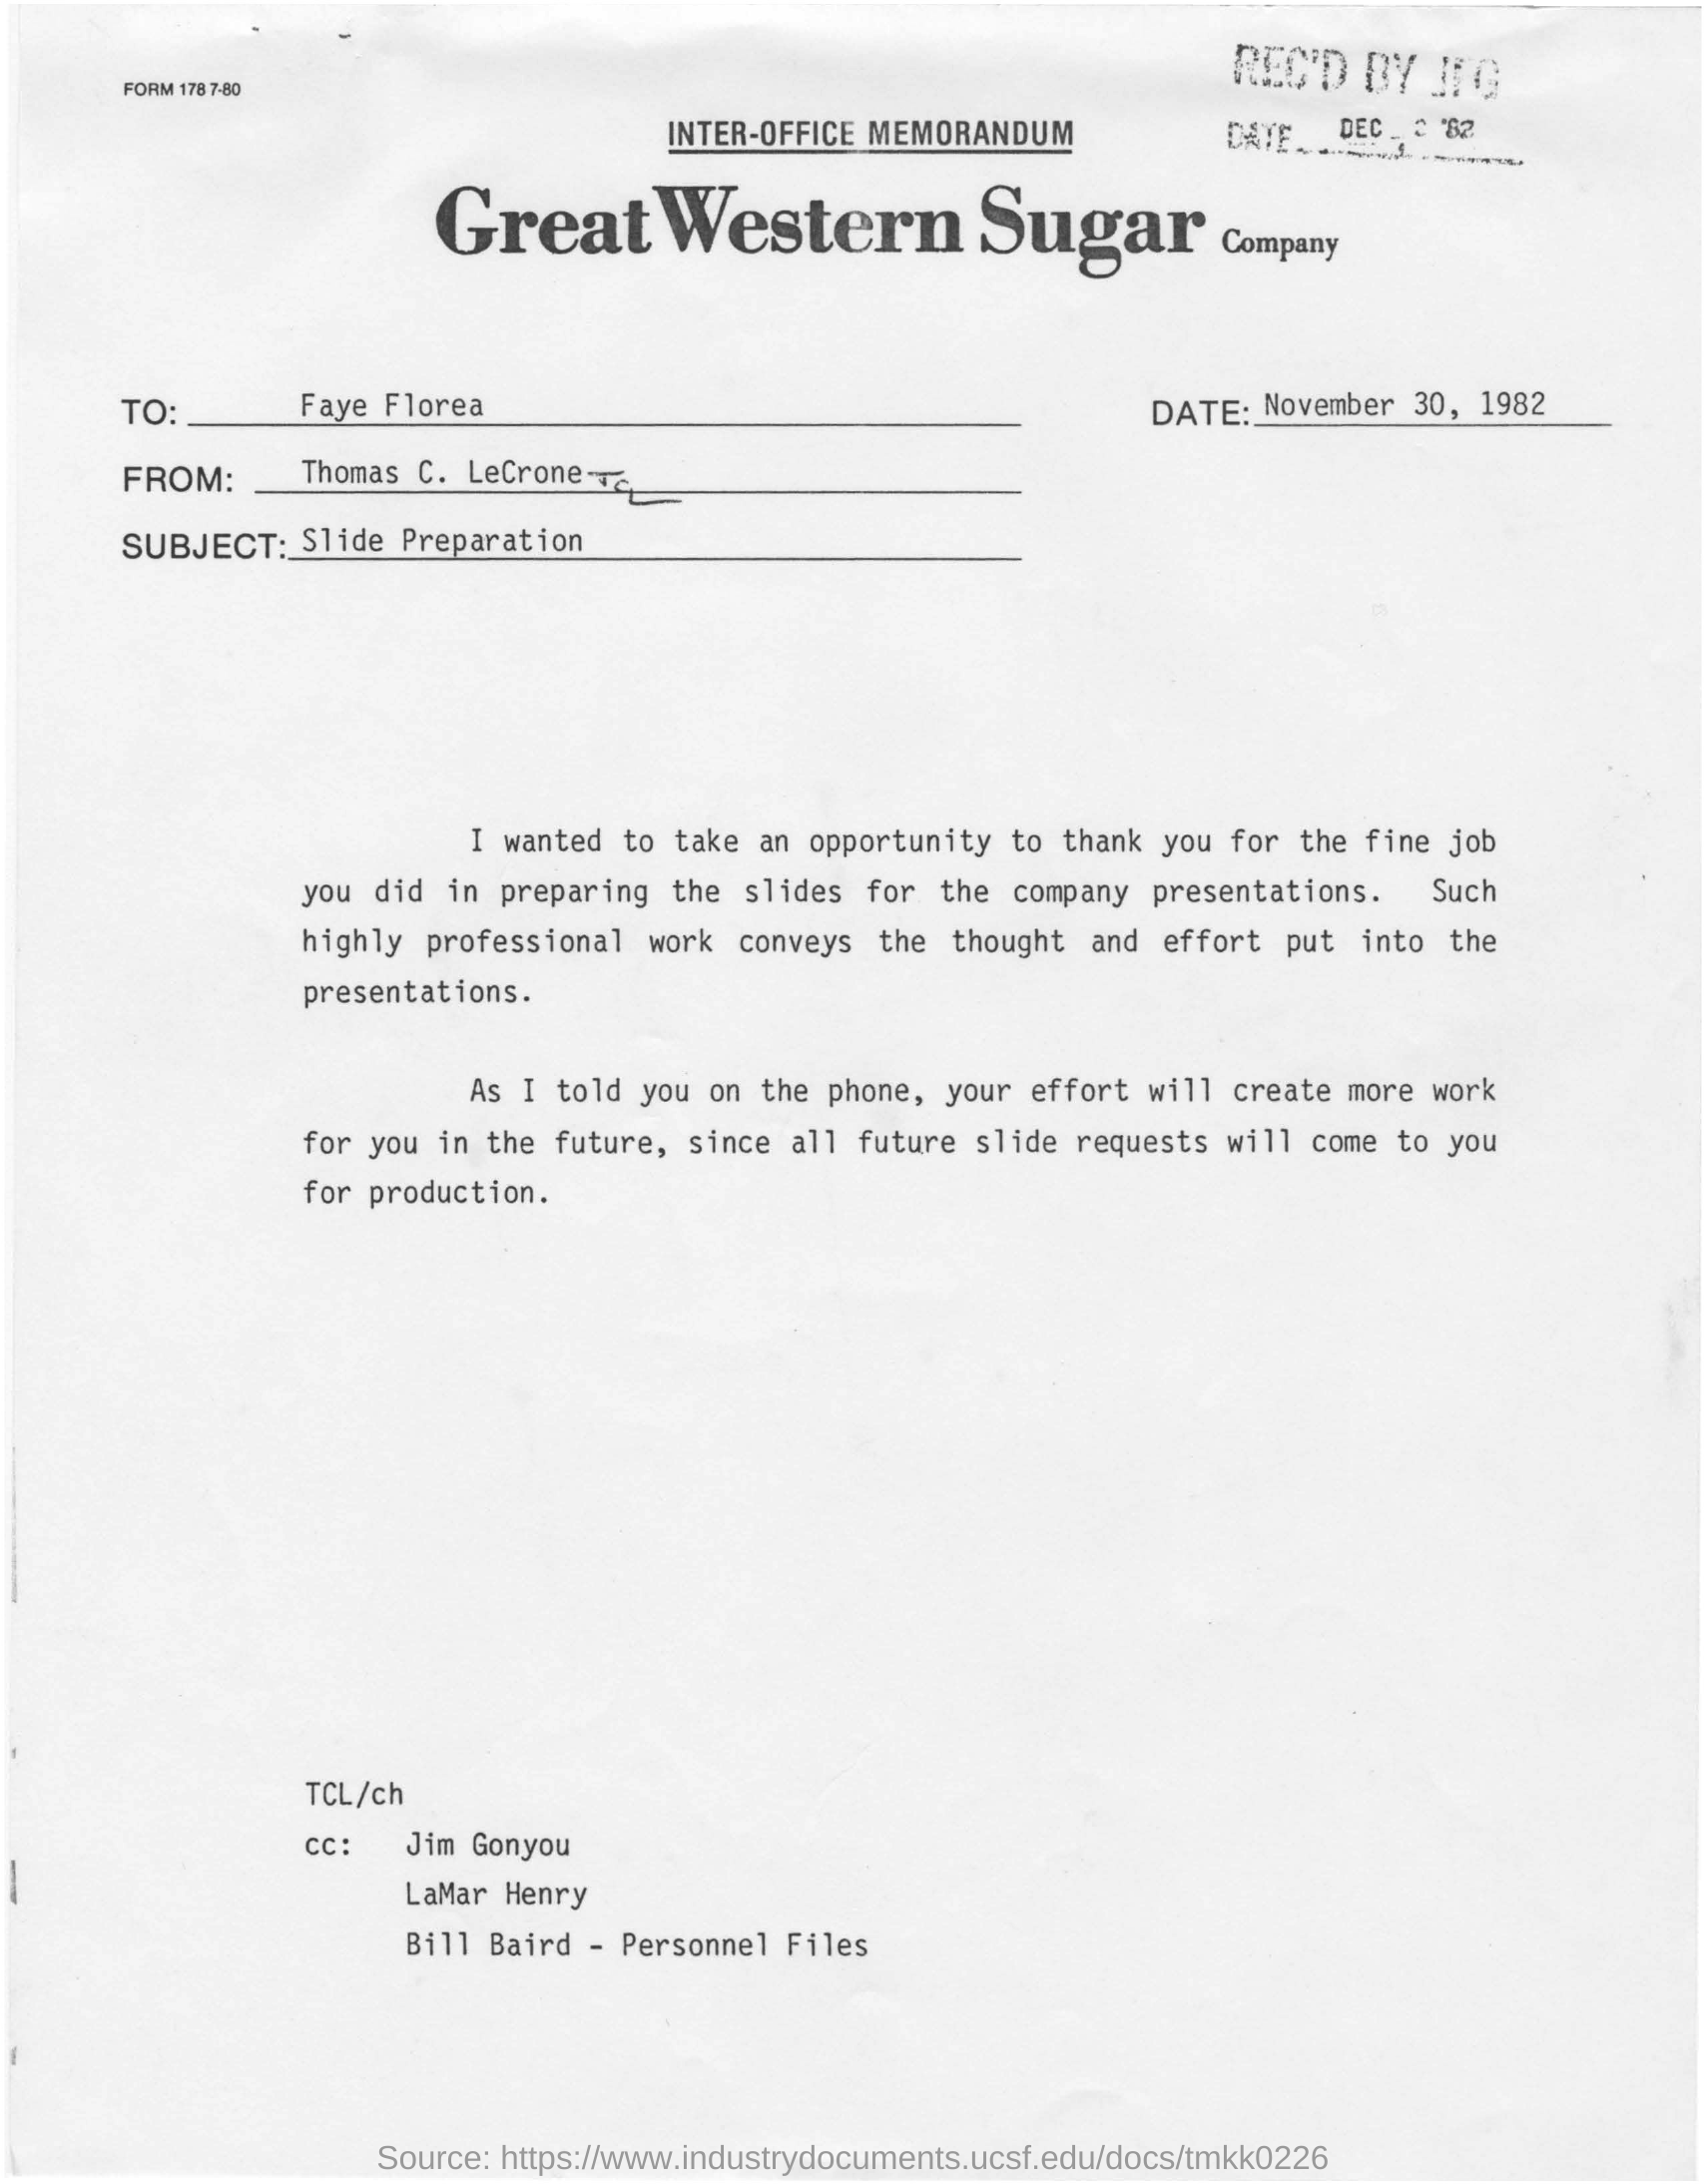 REC'D BY JFG
FORM 178 7-80
INTER-OFFICE MEMORANDUM
DATE DEC '82
Great Western Sugar Company
TO: Faye Florea
DATE: November 30, 1982
FROM: Thomas C. LeCrone TCL
SUBJECT: Slide Preparation
I wanted to take an opportunity to thank you for the fine job
you did in preparing the slides for the company presentations. Such
highly professional work conveys the thought and effort put into the
presentations.
As I told you on the phone, your effort will create more work
for you in the future, since all future slide requests will come to you
for production.
TCL/ch
cc: Jim Gonyou
LaMar Henry
Bill Baird - Personnel Files
Source: https://www.industrydocuments.ucsf.edu/docs/tmkk0226